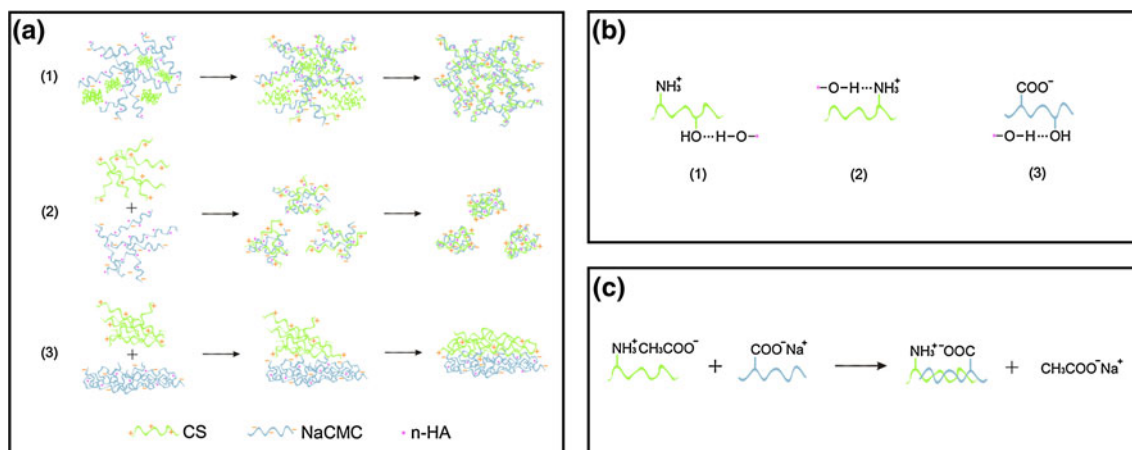 (a)
(1)
+
(2)
+
(3)
CS NaCMC n-HA
(b)
NH₃⁺
HO···H–O–
(1)
–O–H···NH₃⁺
(2)
COO⁻
–O–H···OH
(3)
(c)
NH₃⁺CH₃COO⁻ + COO⁻Na⁺ → NH₃⁺⁻OOC + CH₃COO⁻Na⁺